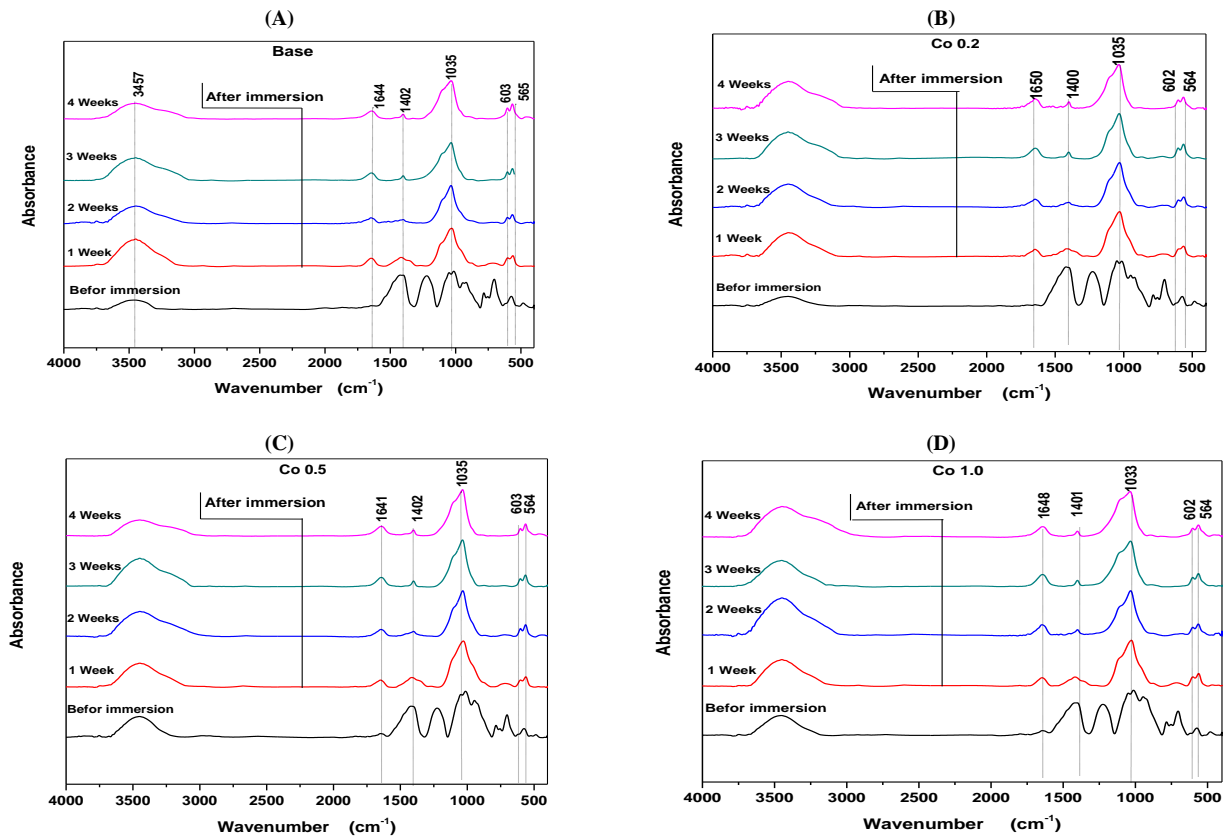 (A)
Base
3457
1644
1402
1035
603
565
After immersion
4 Weeks
3 Weeks
2 Weeks
1 Week
Befor immersion
Absorbance
4000 3500 3000 2500 2000 1500 1000 500
Wavenumber (cm-1)
(B)
Co 0.2
1650
1400
1035
602
564
After immersion
4 Weeks
3 Weeks
2 Weeks
1 Week
Befor immersion
Absorbance
4000 3500 3000 2500 2000 1500 1000 500
Wavenumber (cm-1)
(C)
Co 0.5
1641
1402
1035
603
564
After immersion
4 Weeks
3 Weeks
2 Weeks
1 Week
Befor immersion
Absorbance
4000 3500 3000 2500 2000 1500 1000 500
Wavenumber (cm-1)
(D)
Co 1.0
1648
1401
1033
602
564
After immersion
4 Weeks
3 Weeks
2 Weeks
1 Week
Befor immersion
Absorbance
4000 3500 3000 2500 2000 1500 1000 500
Wavenumber (cm-1)